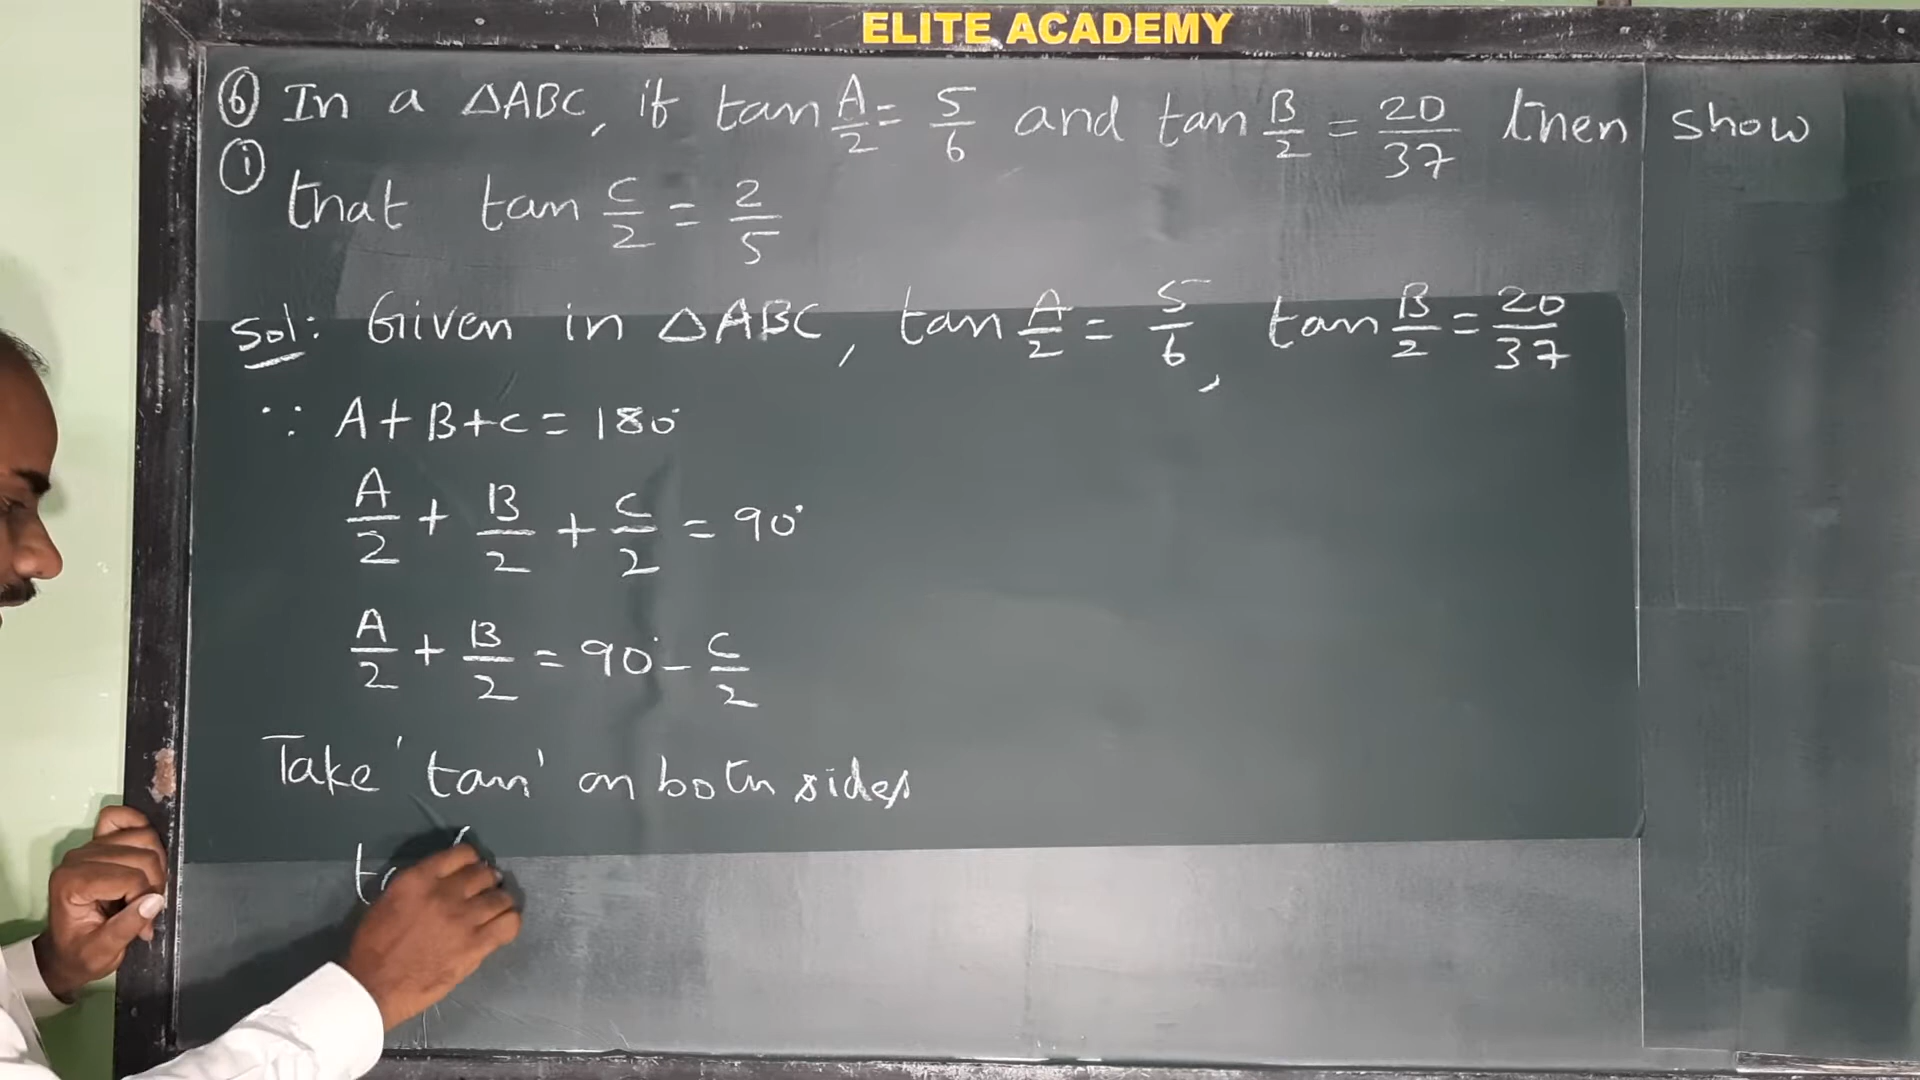 ELITE ACADEMY
⑥ In a △ABC, if tan A/2 = 5/6 and tan B/2 = 20/37 then show
① that tan C/2 = 2/5
Sol: Given in △ABC, tan A/2 = 5/6, tan B/2 = 20/37
∵ A+B+C = 180°
A/2 + B/2 + C/2 = 90°
A/2 + B/2 = 90° - C/2
Take 'tan' on both sides